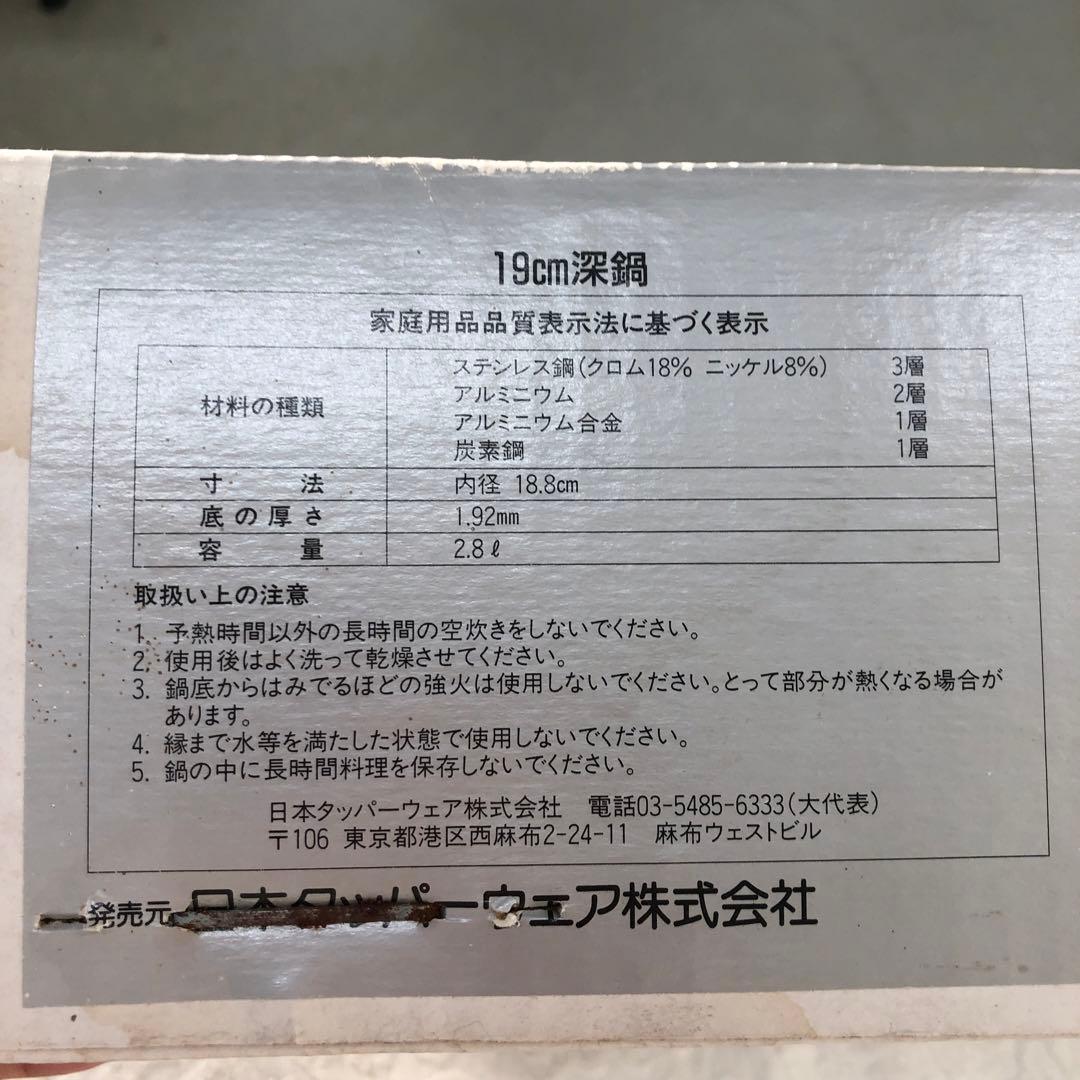 19cm深鍋
家庭用品品質表示法に基づく表示
材料の種類
ステンレス鋼(クロム18% ニッケル8%) 3層
アルミニウム 2層
アルミニウム合金 1層
炭素鋼 1層
寸法 内径 18.8cm
底の厚さ 1.92mm
容量 2.8ℓ
取扱い上の注意
1. 予熱時間以外の長時間の空炊きをしないでください。
2. 使用後はよく洗って乾燥させてください。
3. 鍋底からはみでるほどの強火は使用しないでください。とって部分が熱くなる場合が
あります。
4. 縁まで水等を満たした状態で使用しないでください。
5. 鍋の中に長時間料理を保存しないでください。
日本タッパーウェア株式会社 電話03-5485-6333(大代表)
〒106 東京都港区西麻布2-24-11 麻布ウェストビル
発売元 日本タッパーウェア株式会社